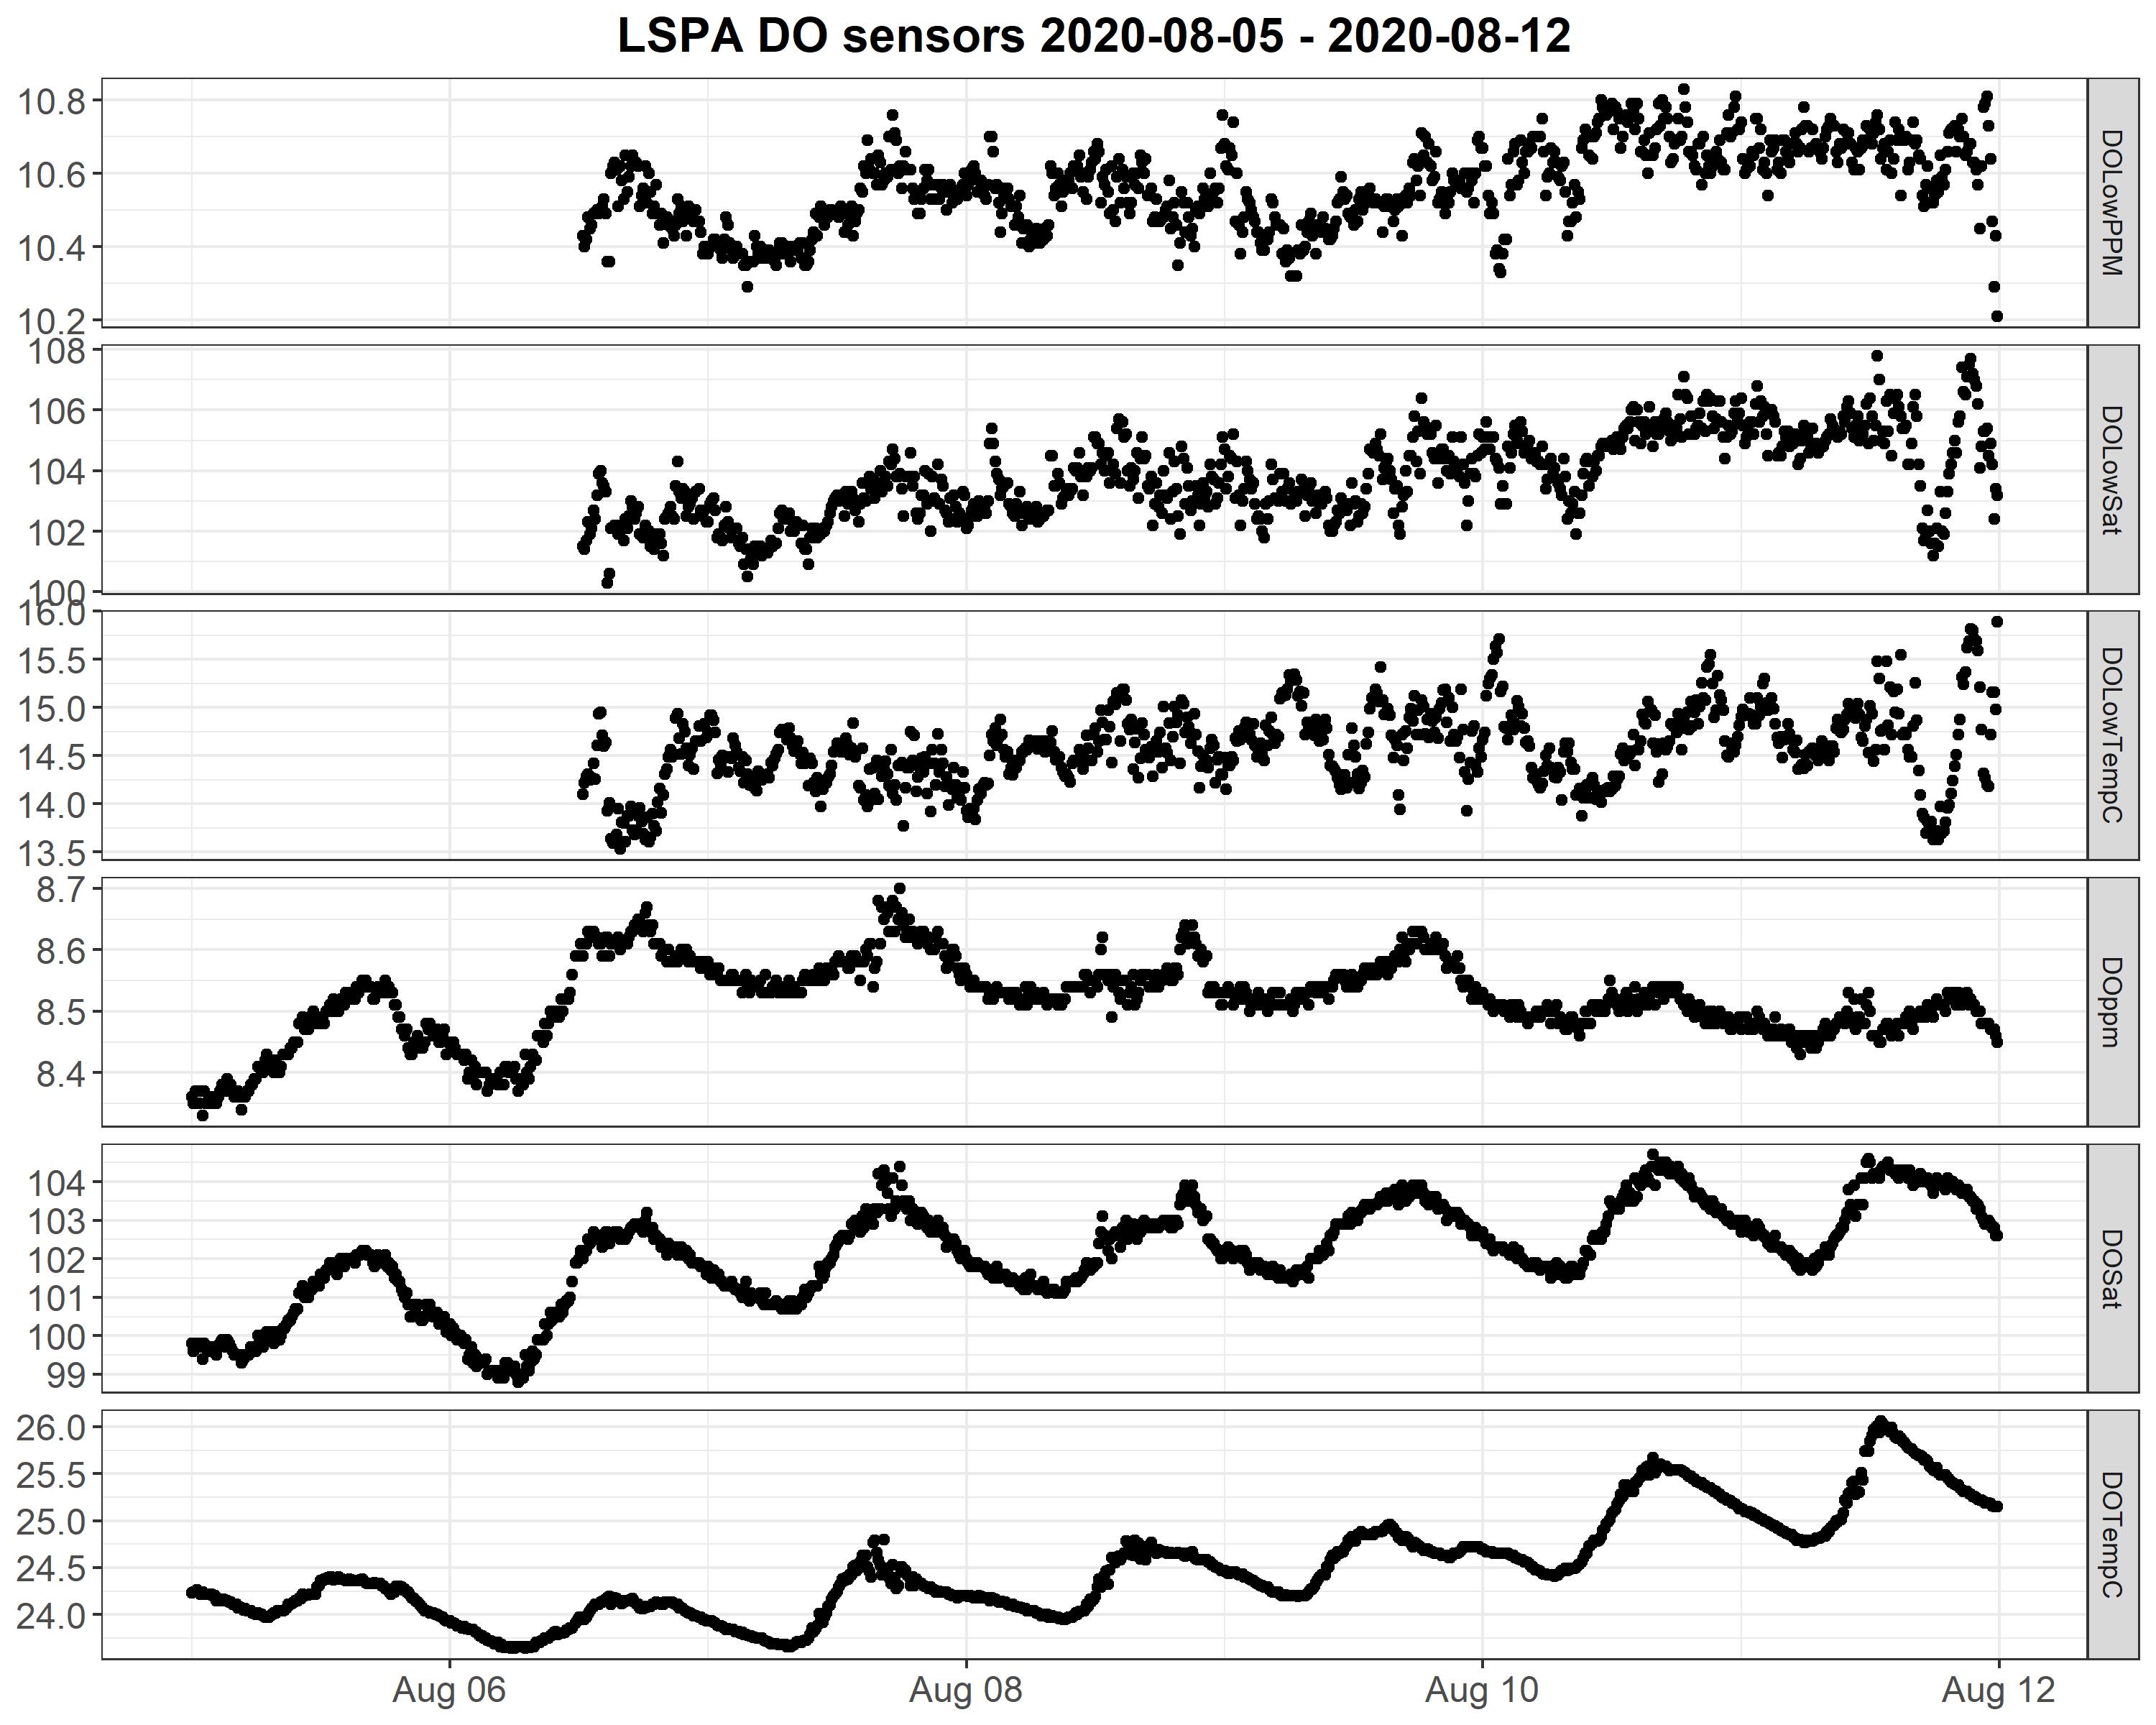 LSPA DO sensors 2020-08-05 - 2020-08-12
10.8
10.6
10.4
10.2
DOLowPPM
108
106
104
102
100
DOLowSat
16.0
15.5
15.0
14.5
14.0
13.5
DOLowTempC
8.7
8.6
8.5
8.4
DOppm
104
103
102
101
100
99
DOSat
26.0
25.5
25.0
24.5
24.0
DOTempC
Aug 06
Aug 08
Aug 10
Aug 12